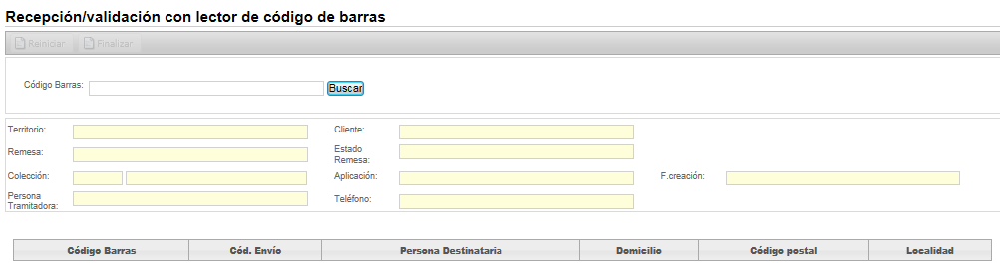 Recepción/validación con lector de código de barras
Reiniciar Finalizar
Código Barras: Buscar
Territorio: Cliente:
Remesa: Estado Remesa:
Colección: Aplicación: F.creación:
Persona Tramitadora: Teléfono:
Código Barras Cód. Envío Persona Destinataria Domicilio Código postal Localidad